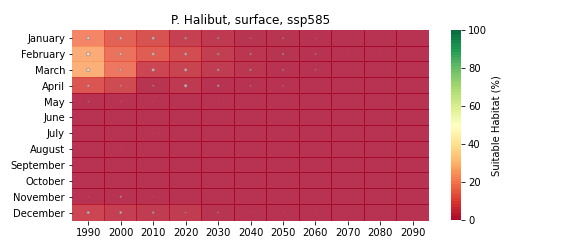 P. Halibut, surface, ssp585
January
February
March
April
May
June
July
August
September
October
November
December
1990 2000 2010 2020 2030 2040 2050 2060 2070 2080 2090
100
80
60
40
20
0
Suitable Habitat (%)